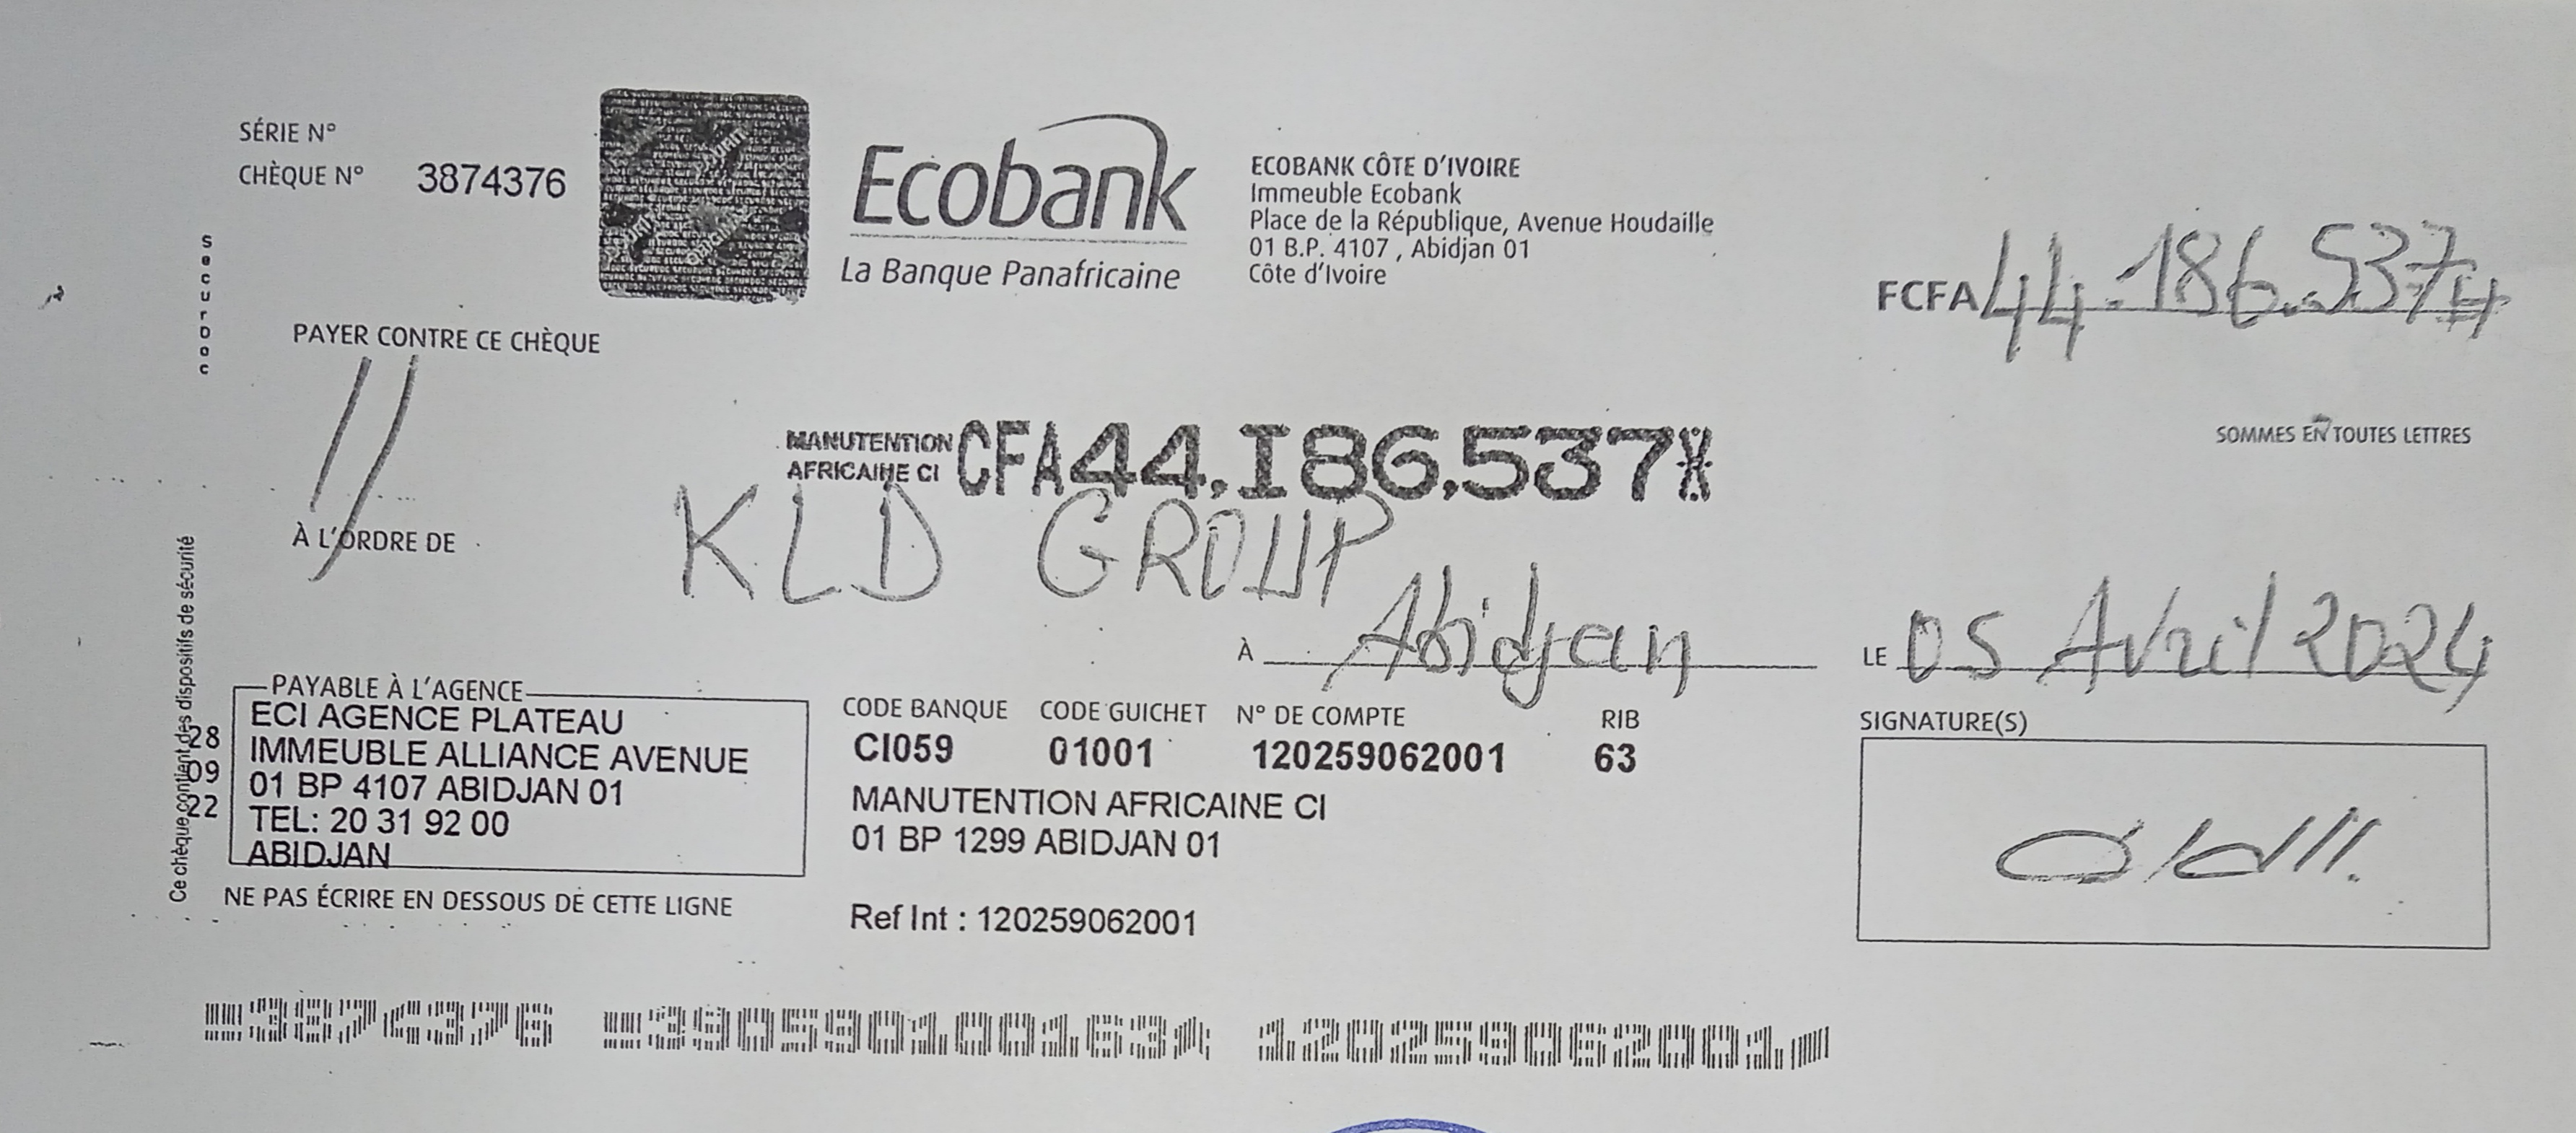 SÉRIE N°
CHÈQUE N° 3874376
Ecobank
La Banque Panafricaine
ECOBANK CÔTE D'IVOIRE
Immeuble Ecobank
Place de la République, Avenue Houdaille
01 B.P. 4107 , Abidjan 01
Côte d'Ivoire
FCFA 44.186.537#
SecurDoc
PAYER CONTRE CE CHÈQUE
MANUTENTION
AFRICAINE CI
CFA44.I86.537*
SOMMES EN TOUTES LETTRES
À L'ORDRE DE KLD GROUP
À Abidjan LE 05 Avril 2024
Ce chèque contient des dispositifs de sécurité
28
09
22
PAYABLE À L'AGENCE
ECI AGENCE PLATEAU
IMMEUBLE ALLIANCE AVENUE
01 BP 4107 ABIDJAN 01
TEL: 20 31 92 00
ABIDJAN
CODE BANQUE CODE GUICHET N° DE COMPTE RIB
CI059 01001 120259062001 63
MANUTENTION AFRICAINE CI
01 BP 1299 ABIDJAN 01
Ref Int : 120259062001
SIGNATURE(S)
NE PAS ÉCRIRE EN DESSOUS DE CETTE LIGNE
3874376 390590100163 120259062001